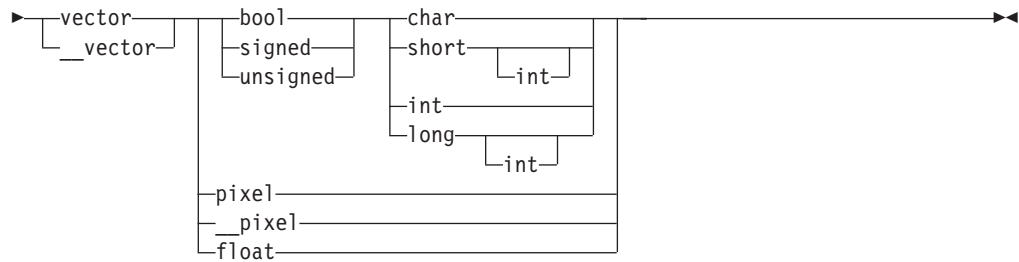 vector bool char
__vector signed short
unsigned int
int
long
int
pixel
__pixel
float